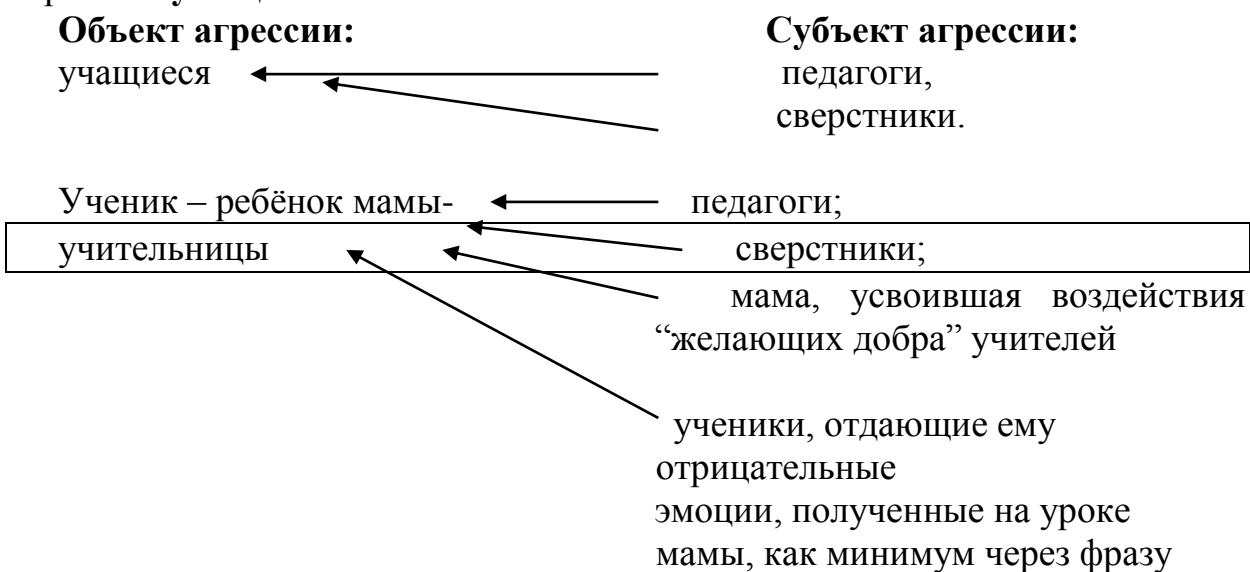 Объект агрессии: Субъект агрессии:
учащиеся педагоги,
сверстники.
Ученик – ребёнок мамы- педагоги;
учительницы сверстники;
мама, усвоившая воздействия
“желающих добра” учителей
ученики, отдающие ему
отрицательные
эмоции, полученные на уроке
мамы, как минимум через фразу